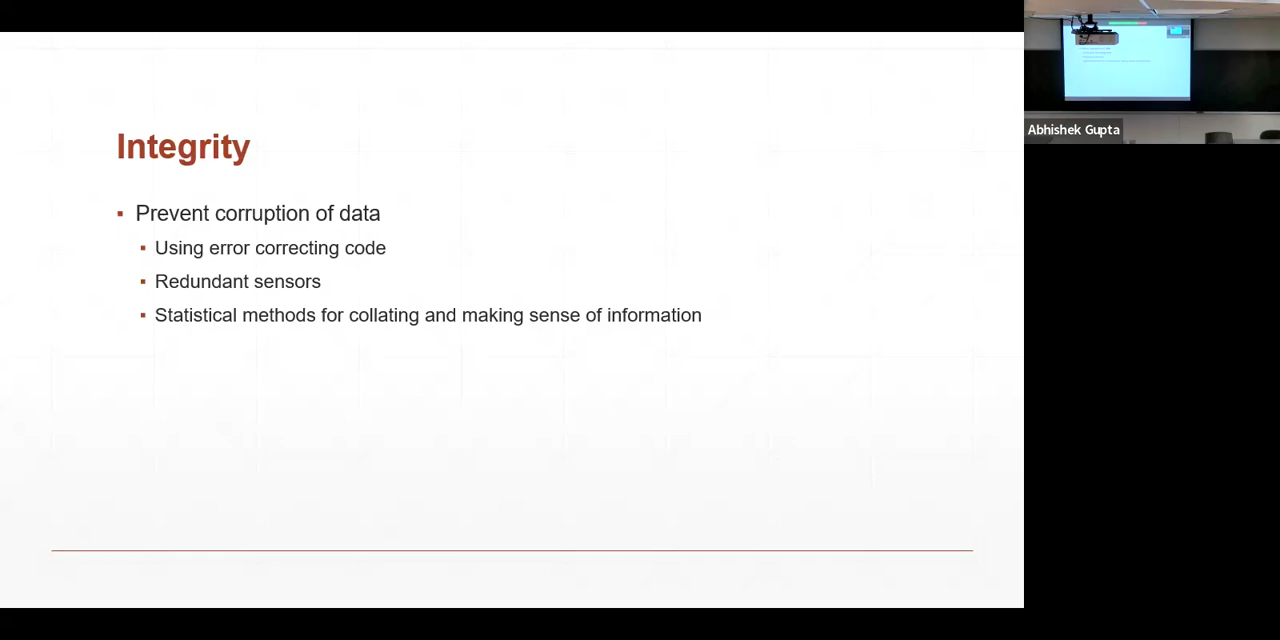 Integrity
▪ Prevent corruption of data
▪ Using error correcting code
▪ Redundant sensors
▪ Statistical methods for collating and making sense of information
Abhishek Gupta